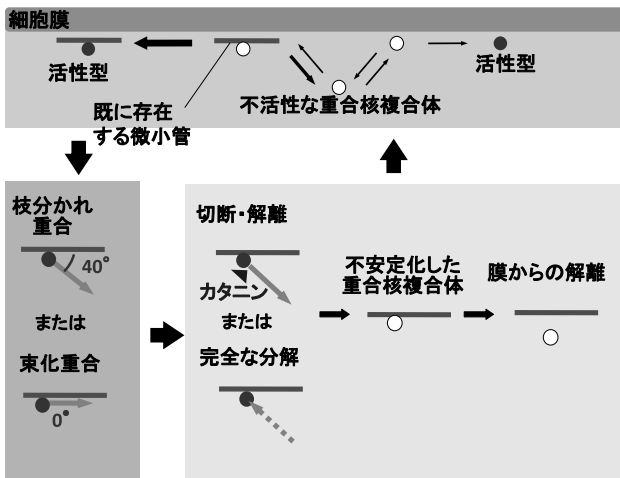 細胞膜
活性型
既に存在
する微小管
不活性な重合核複合体
活性型
枝分かれ
重合
40°
または
束化重合
0°
切断・解離
カタニン
または
完全な分解
不安定化した
重合核複合体
膜からの解離